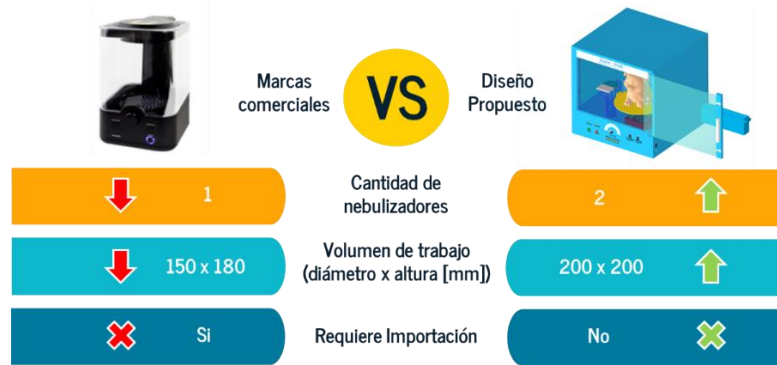 Marcas
comerciales
VS
Diseño
Propuesto
1
Cantidad de
nebulizadores
2
150 x 180
Volumen de trabajo
(diámetro x altura [mm])
200 x 200
Si
Requiere Importación
No